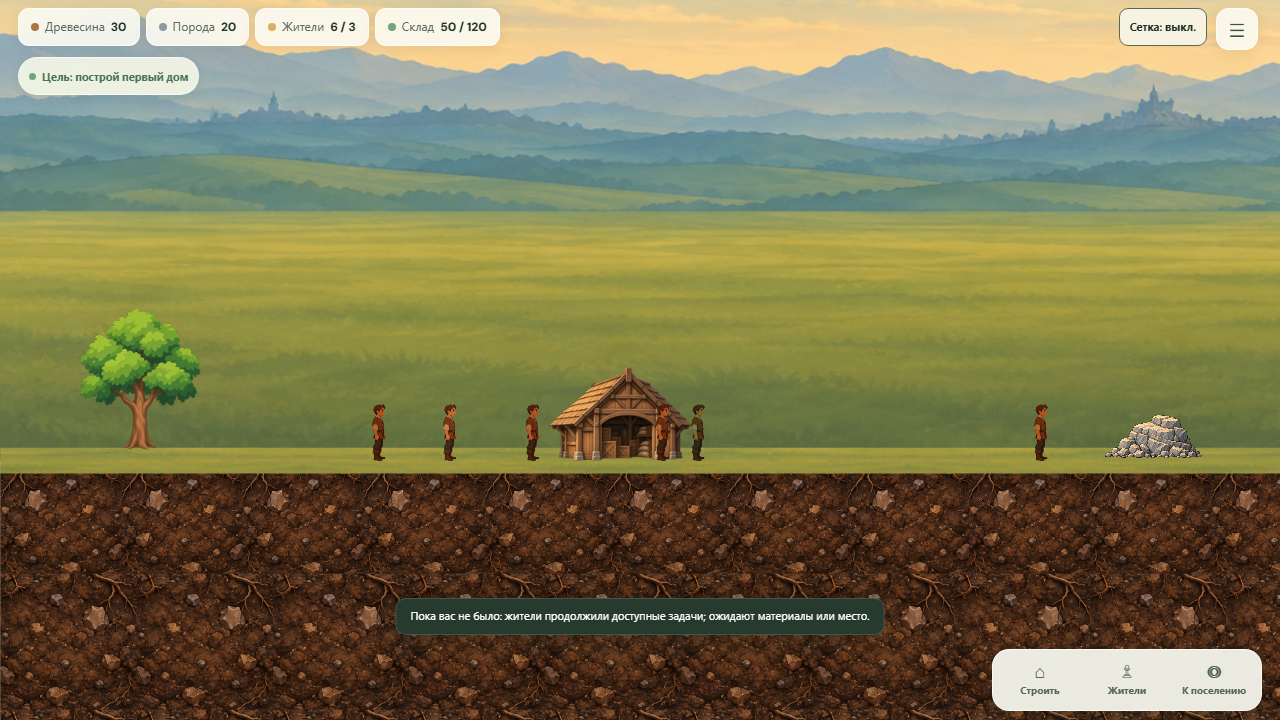 Древесина 30
Порода 20
Жители 6 / 3
Склад 50 / 120
Сетка: выкл.
Цель: построй первый дом
Пока вас не было: жители продолжили доступные задачи; ожидают материалы или место.
Строить
Жители
К поселению